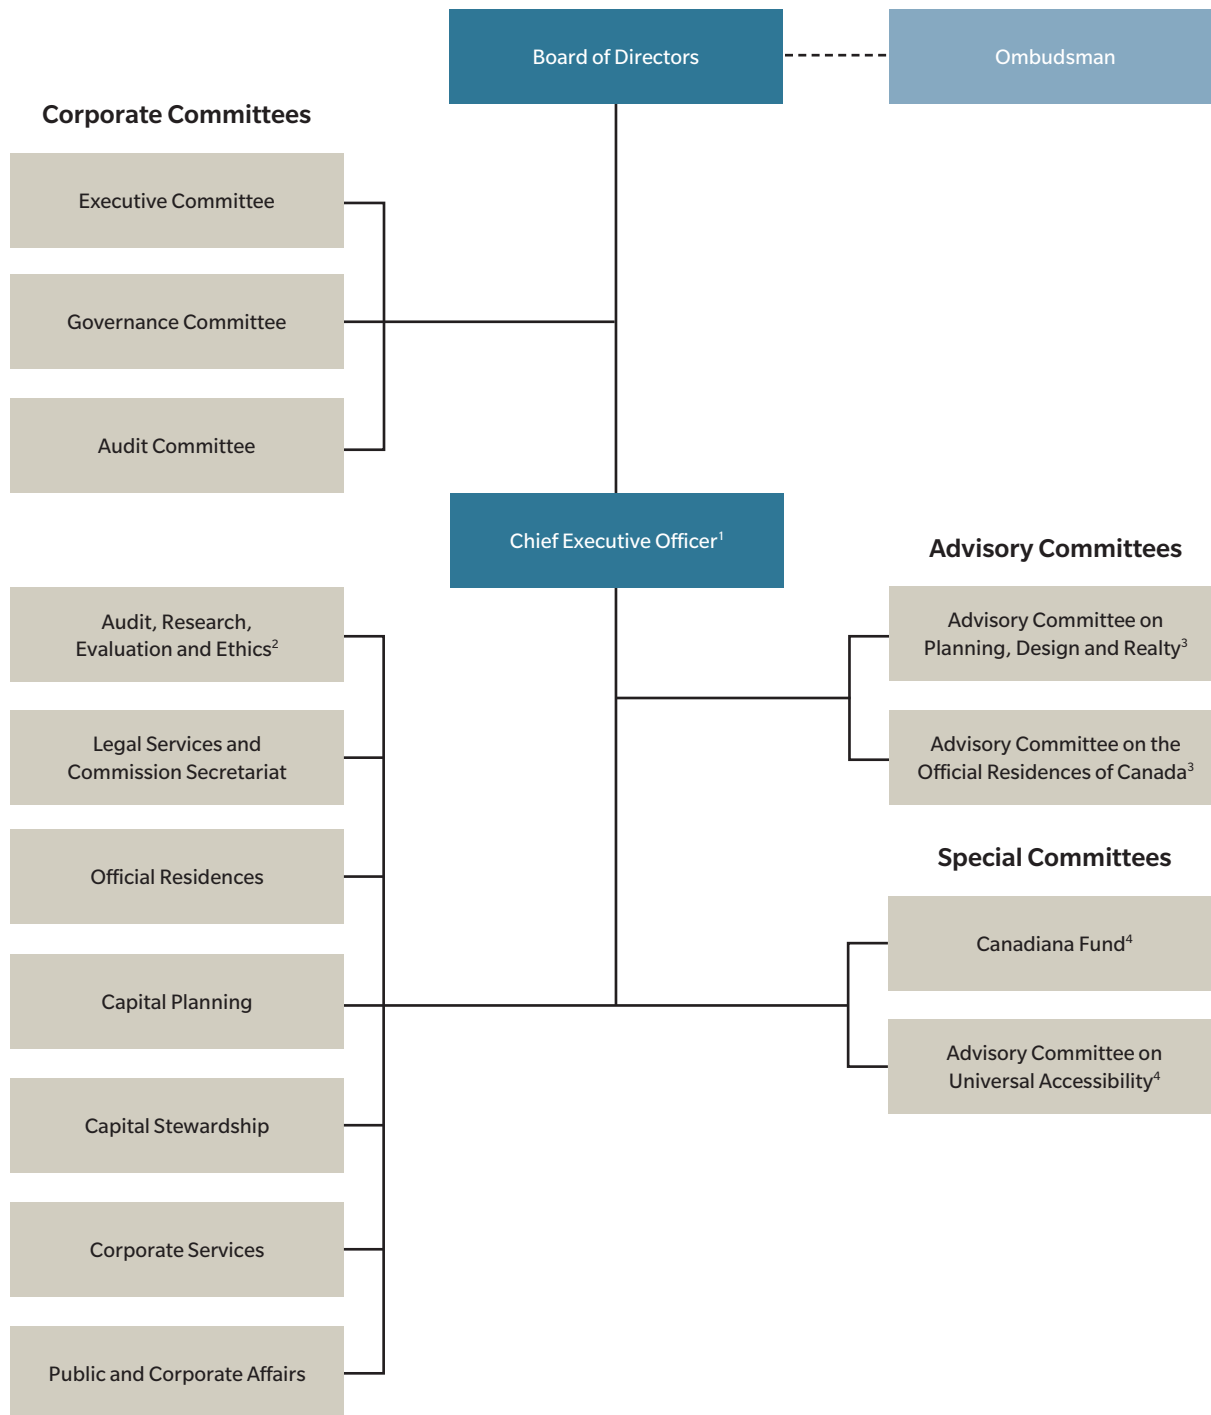 Board of Directors
Ombudsman
Corporate Committees
Executive Committee
Governance Committee
Audit Committee
Chief Executive Officer¹
Audit, Research,
Evaluation and Ethics²
Legal Services and
Commission Secretariat
Official Residences
Capital Planning
Capital Stewardship
Corporate Services
Public and Corporate Affairs
Advisory Committees
Advisory Committee on
Planning, Design and Realty³
Advisory Committee on the
Official Residences of Canada³
Special Committees
Canadiana Fund⁴
Advisory Committee on
Universal Accessibility⁴